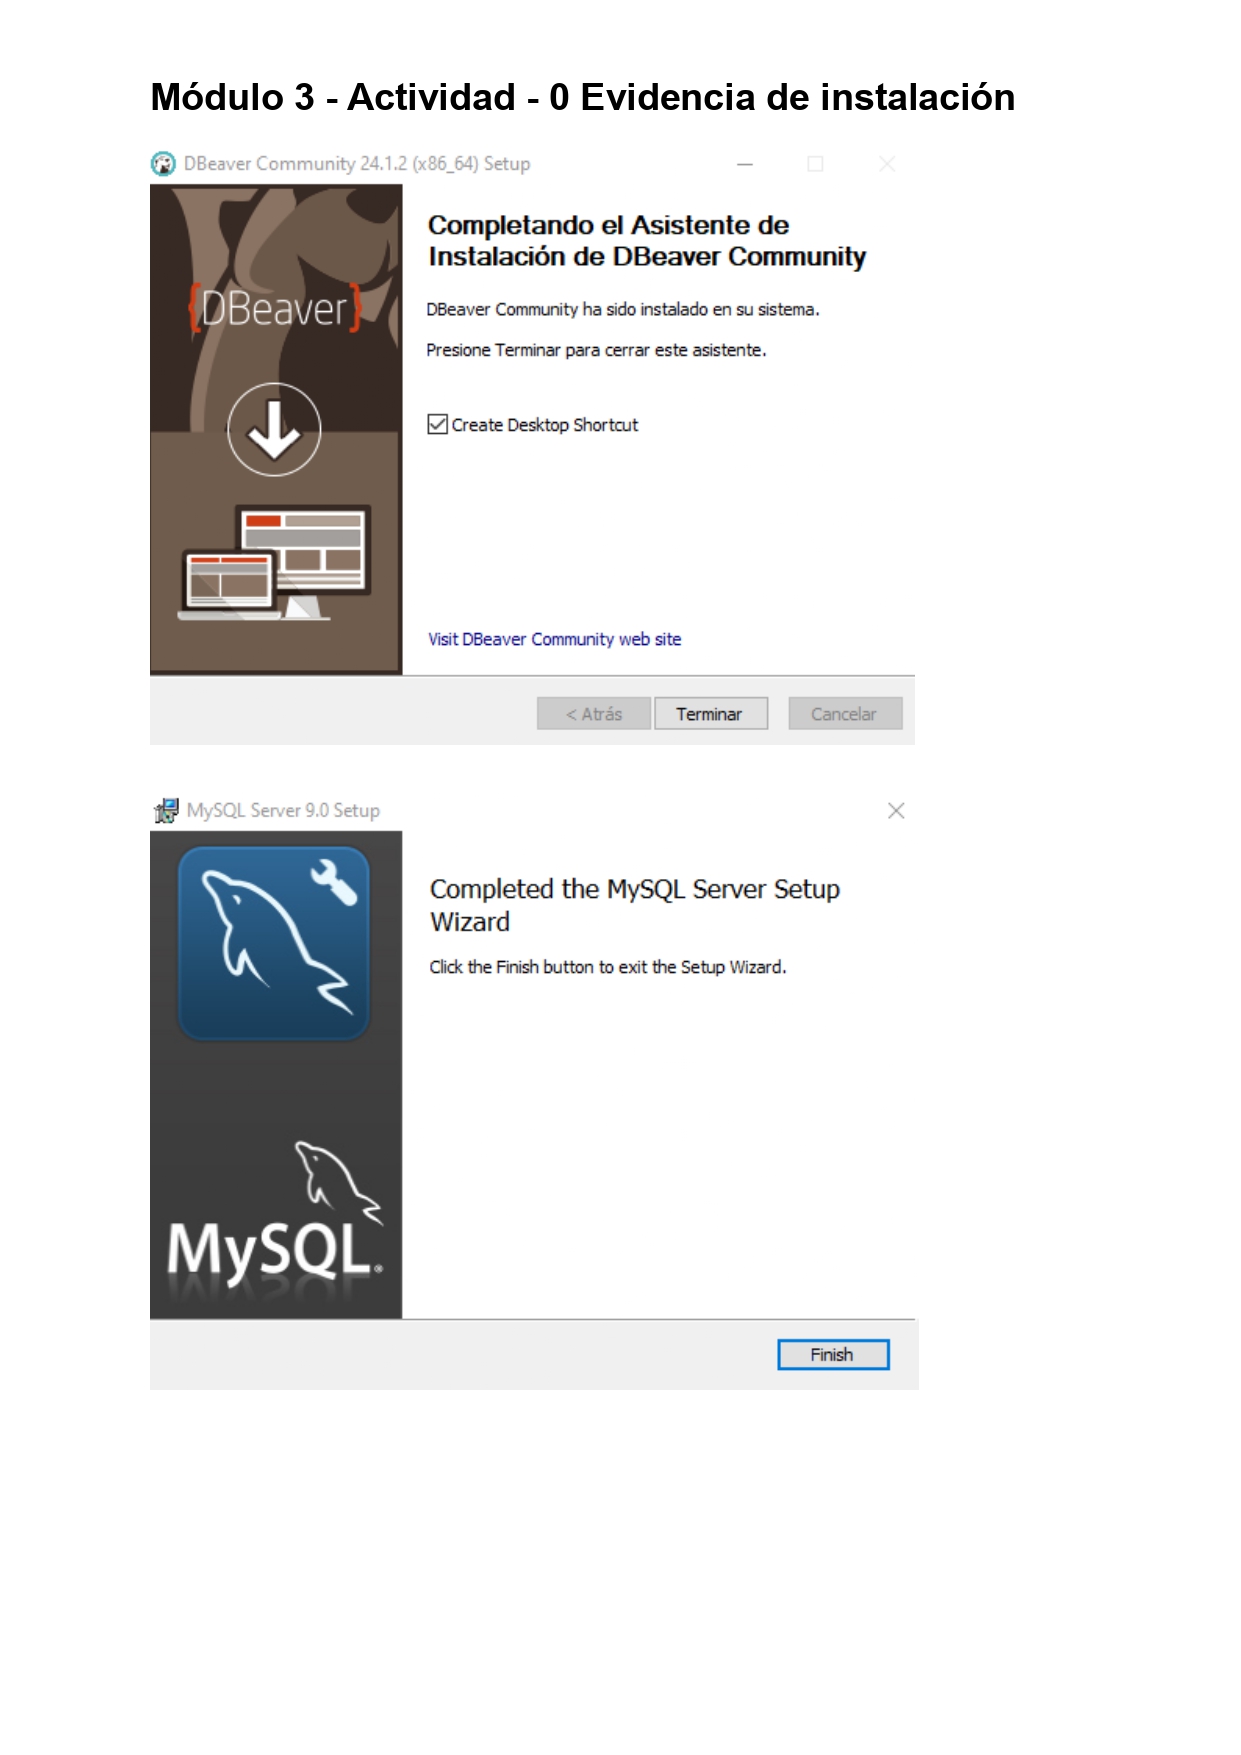 Módulo 3 - Actividad - 0 Evidencia de instalación
DBeaver Community 24.1.2 (x86_64) Setup
{DBeaver}
Completando el Asistente de
Instalación de DBeaver Community
DBeaver Community ha sido instalado en su sistema.
Presione Terminar para cerrar este asistente.
Create Desktop Shortcut
Visit DBeaver Community web site
< Atrás Terminar Cancelar
MySQL Server 9.0 Setup
Completed the MySQL Server Setup
Wizard
Click the Finish button to exit the Setup Wizard.
MySQL®
Finish